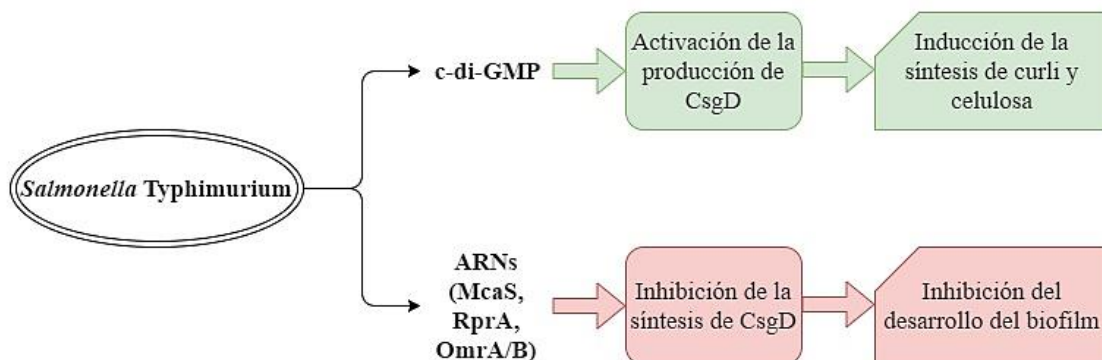 Salmonella Typhimurium
c-di-GMP
Activación de la
producción de
CsgD
Inducción de la
síntesis de curli y
celulosa
ARNs
(McaS,
RprA,
OmrA/B)
Inhibición de la
síntesis de CsgD
Inhibición del
desarrollo del biofilm